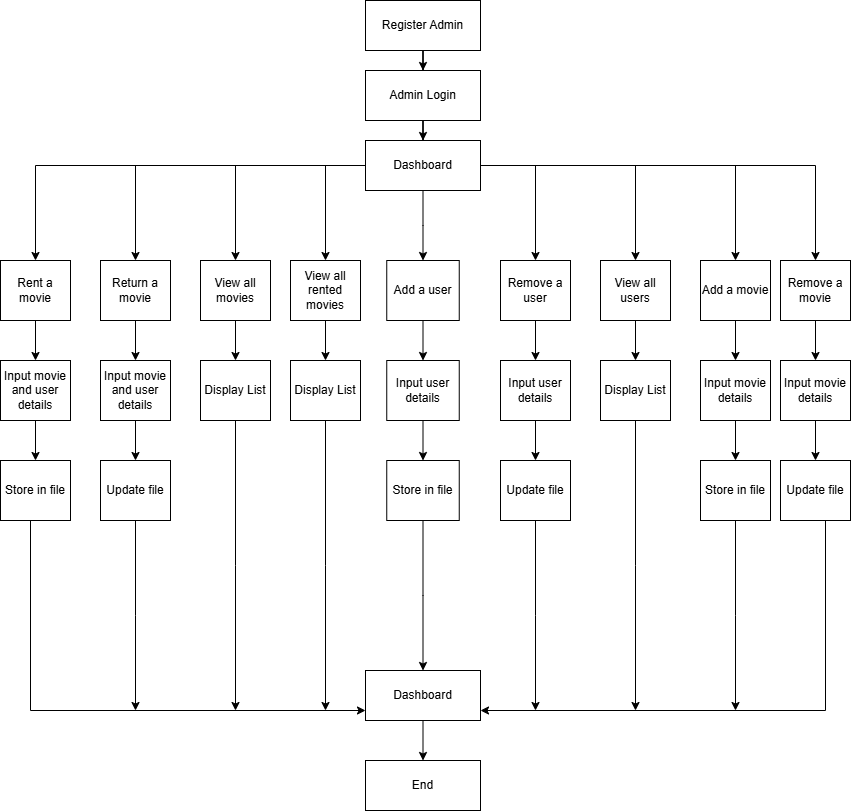 Register Admin
Admin Login
Dashboard
Rent a
movie
Return a
movie
View all
movies
View all
rented
movies
Add a user
Remove a
user
View all
users
Add a movie
Remove a
movie
Input movie
and user
details
Input movie
and user
details
Display List
Display List
Input user
details
Input user
details
Display List
Input movie
details
Input movie
details
Store in file
Update file
Store in file
Update file
Store in file
Update file
Dashboard
End